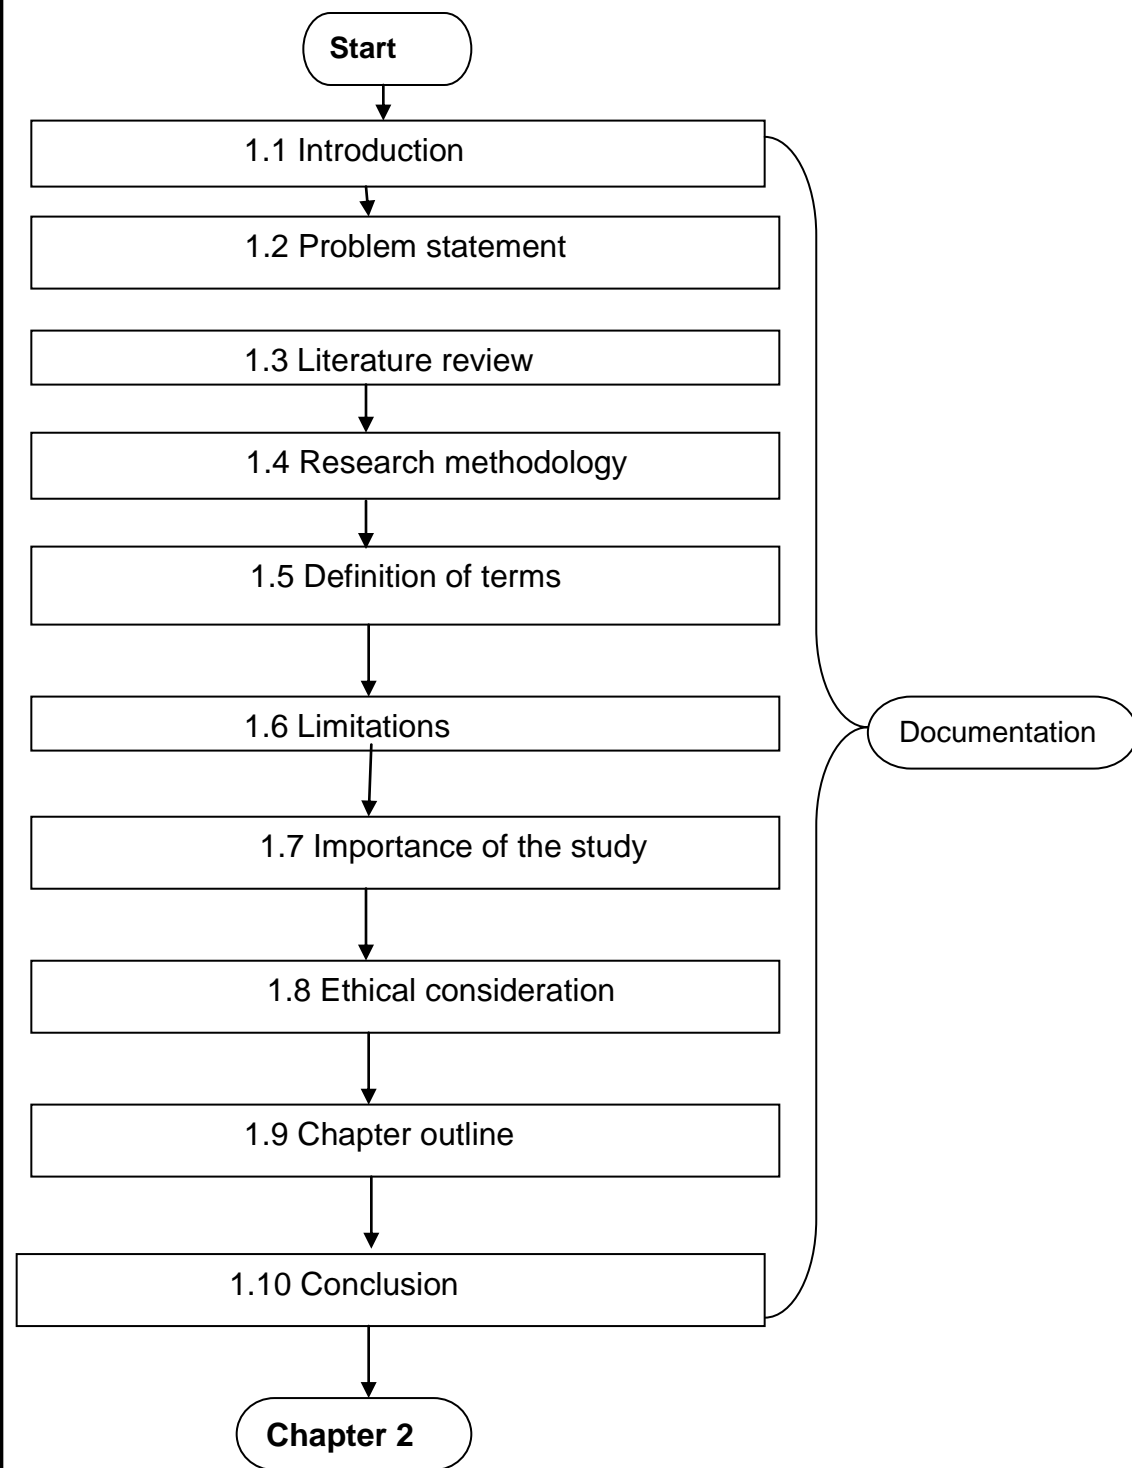 Start
1.1 Introduction
1.2 Problem statement
1.3 Literature review
1.4 Research methodology
1.5 Definition of terms
1.6 Limitations
Documentation
1.7 Importance of the study
1.8 Ethical consideration
1.9 Chapter outline
1.10 Conclusion
Chapter 2